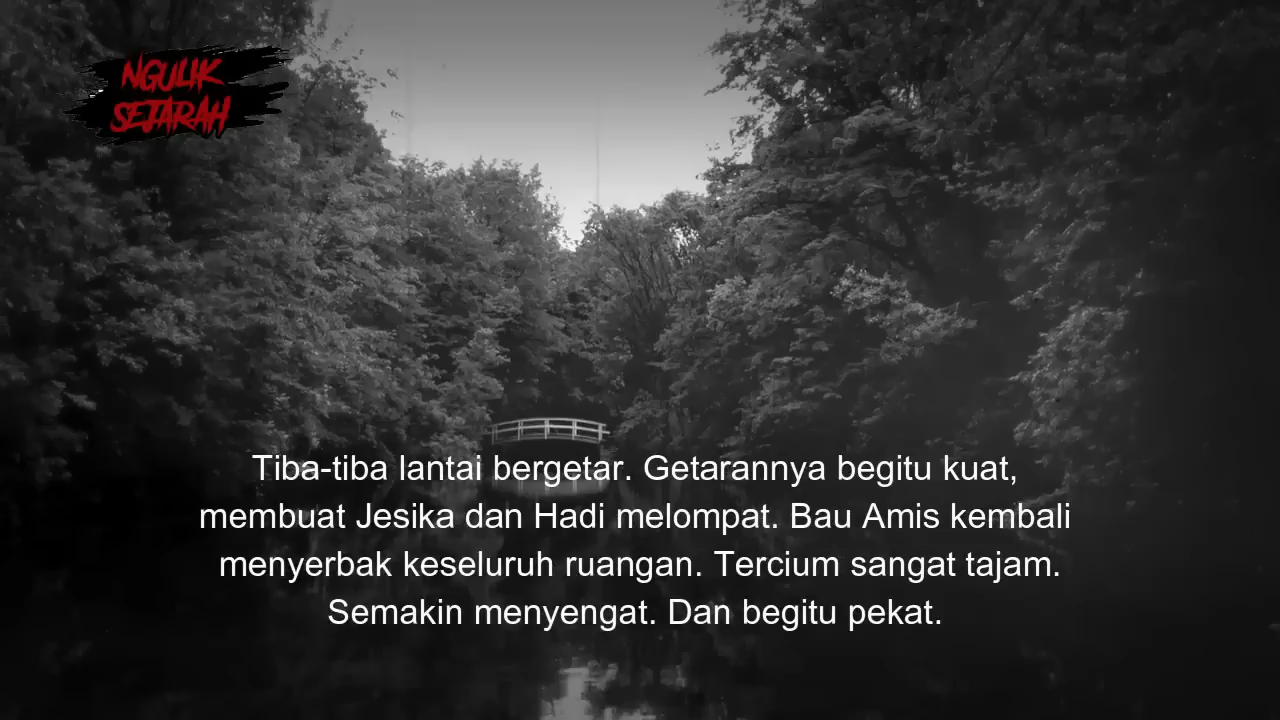 NGULIK
SEJARAH
Tiba-tiba lantai bergetar. Getarannya begitu kuat,
membuat Jesika dan Hadi melompat. Bau Amis kembali
menyerbak keseluruh ruangan. Tercium sangat tajam.
Semakin menyengat. Dan begitu pekat.